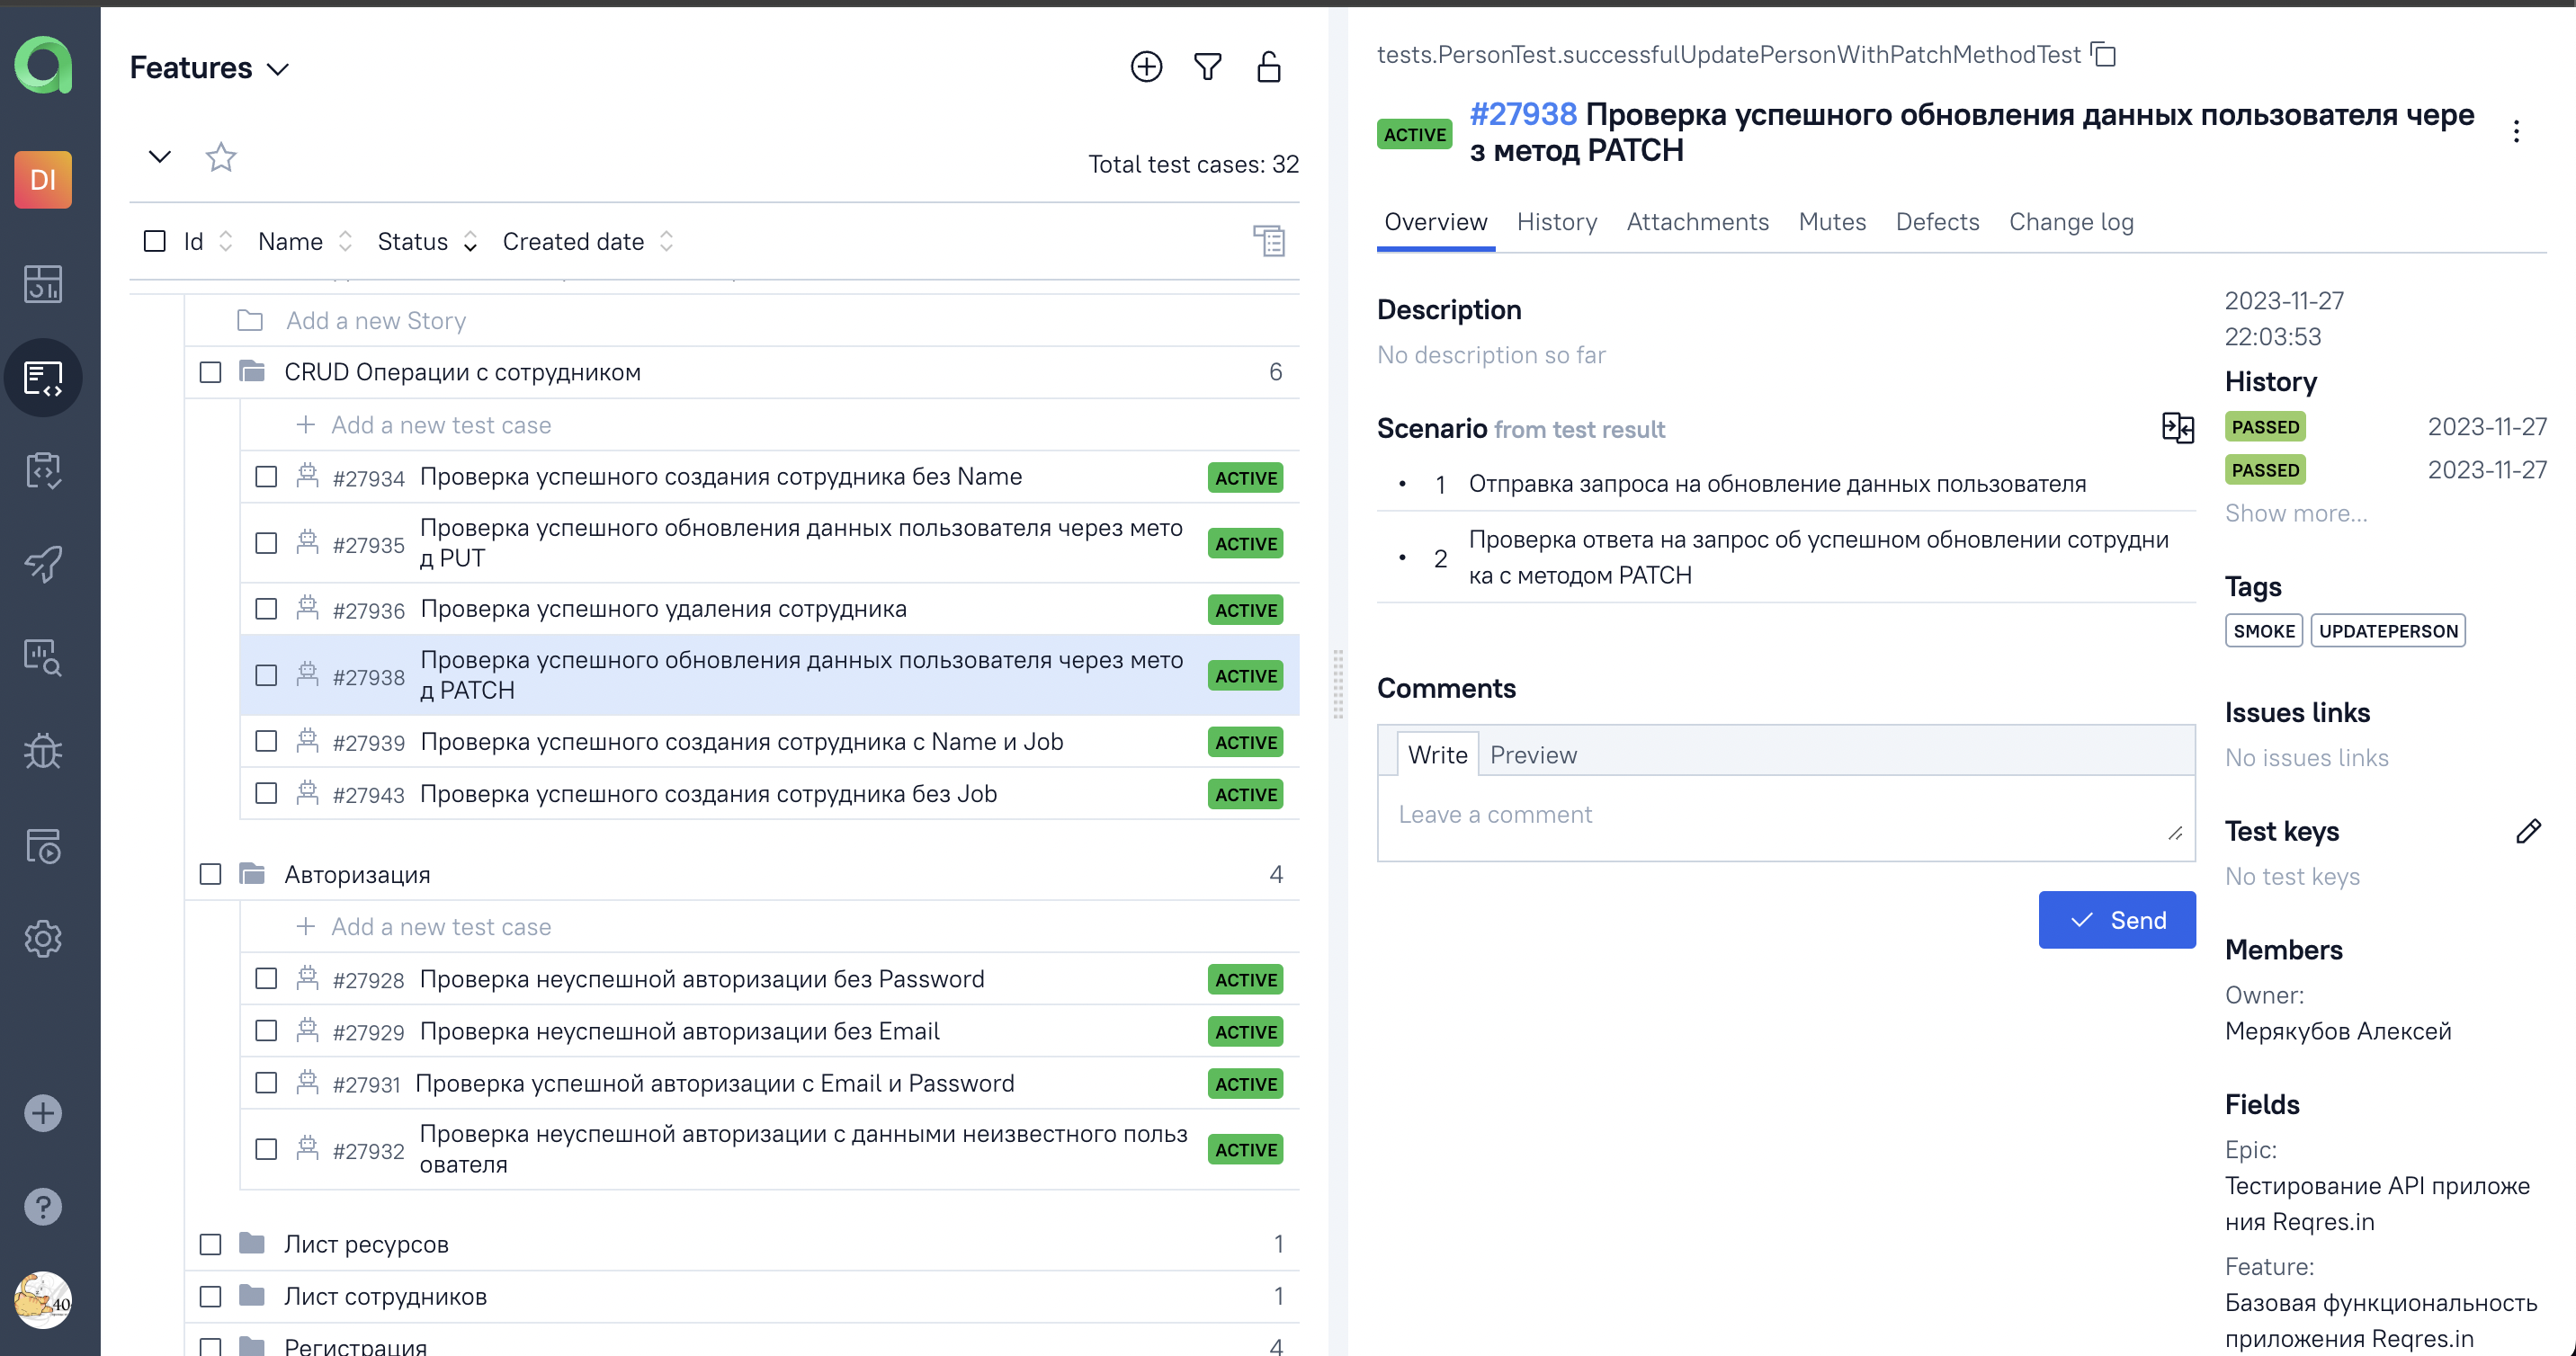 DI
40
Features
Total test cases: 32
Id
Name
Status
Created date
Add a new Story
CRUD Операции с сотрудником
6
Add a new test case
#27934 Проверка успешного создания сотрудника без Name
ACTIVE
#27935 Проверка успешного обновления данных пользователя через мето
д PUT
ACTIVE
#27936 Проверка успешного удаления сотрудника
ACTIVE
#27938 Проверка успешного обновления данных пользователя через мето
д PATCH
ACTIVE
#27939 Проверка успешного создания сотрудника с Name и Job
ACTIVE
#27943 Проверка успешного создания сотрудника без Job
ACTIVE
Авторизация
4
Add a new test case
#27928 Проверка неуспешной авторизации без Password
ACTIVE
#27929 Проверка неуспешной авторизации без Email
ACTIVE
#27931 Проверка успешной авторизации с Email и Password
ACTIVE
#27932 Проверка неуспешной авторизации с данными неизвестного польз
ователя
ACTIVE
Лист ресурсов
1
Лист сотрудников
1
Регистрация
4
tests.PersonTest.successfulUpdatePersonWithPatchMethodTest
ACTIVE
#27938 Проверка успешного обновления данных пользователя чере
з метод PATCH
Overview
History
Attachments
Mutes
Defects
Change log
Description
No description so far
Scenario from test result
1 Отправка запроса на обновление данных пользователя
2 Проверка ответа на запрос об успешном обновлении сотрудни
ка с методом PATCH
Comments
Write
Preview
Leave a comment
Send
2023-11-27
22:03:53
History
PASSED 2023-11-27
PASSED 2023-11-27
Show more...
Tags
SMOKE
UPDATEPERSON
Issues links
No issues links
Test keys
No test keys
Members
Owner:
Мерякубов Алексей
Fields
Epic:
Тестирование API приложе
ния Reqres.in
Feature:
Базовая функциональность
приложения Reqres.in